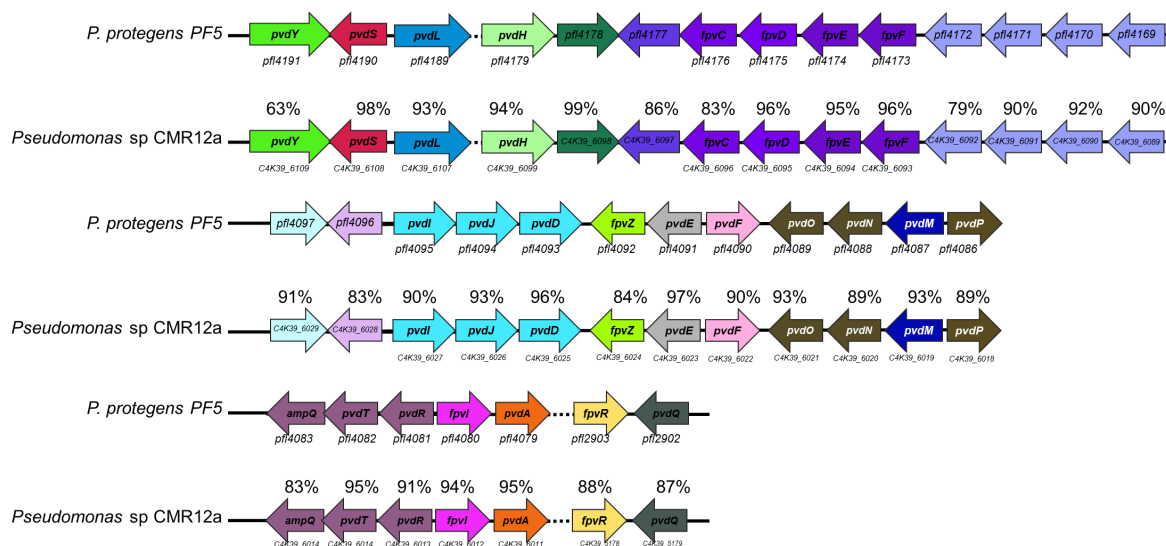 P. protegens PF5 pvdY pvdS pvdL pvdH pfl4178 pfl4177 fpvC fpvD fpvE fpvF pfl4172 pfl4171 pfl4170 pfl4169
pfl4191 pfl4190 pfl4189 pfl4179 pfl4176 pfl4175 pfl4174 pfl4173
63% 98% 93% 94% 99% 86% 83% 96% 95% 96% 79% 90% 92% 90%
Pseudomonas sp CMR12a pvdY pvdS pvdL pvdH C4K39_6098 C4K39_6097 fpvC fpvD fpvE fpvF C4K39_6092 C4K39_6091 C4K39_6090 C4K39_6089
C4K39_6109 C4K39_6108 C4K39_6107 C4K39_6099 C4K39_6096 C4K39_6095 C4K39_6094 C4K39_6093
P. protegens PF5 pfl4097 pfl4096 pvdI pvdJ pvdD fpvZ pvdE pvdF pvdO pvdN pvdM pvdP
pfl4095 pfl4094 pfl4093 pfl4092 pfl4091 pfl4090 pfl4089 pfl4088 pfl4087 pfl4086
91% 83% 90% 93% 96% 84% 97% 90% 93% 89% 93% 89%
Pseudomonas sp CMR12a C4K39_6029 C4K39_6028 pvdI pvdJ pvdD fpvZ pvdE pvdF pvdO pvdN pvdM pvdP
C4K39_6027 C4K39_6026 C4K39_6025 C4K39_6024 C4K39_6023 C4K39_6022 C4K39_6021 C4K39_6020 C4K39_6019 C4K39_6018
P. protegens PF5 ampQ pvdT pvdR fpvI pvdA fpvR pvdQ
pfl4083 pfl4082 pfl4081 pfl4080 pfl4079 pfl2903 pfl2902
83% 95% 91% 94% 95% 88% 87%
Pseudomonas sp CMR12a ampQ pvdT pvdR fpvI pvdA fpvR pvdQ
C4K39_6014 C4K39_6014 C4K39_6013 C4K39_6012 C4K39_6011 C4K39_5178 C4K39_5179